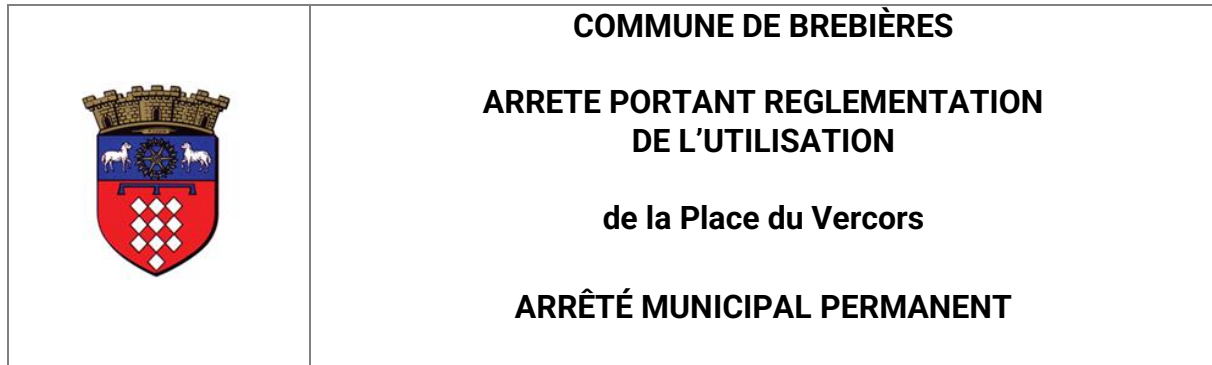 COMMUNE DE BREBIÈRES
ARRETE PORTANT REGLEMENTATION
DE L'UTILISATION
de la Place du Vercors
ARRÊTÉ MUNICIPAL PERMANENT